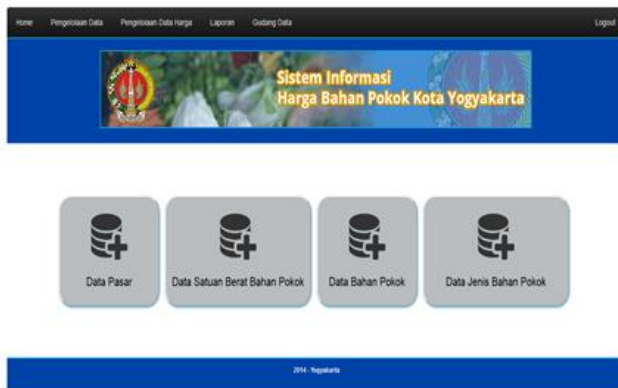 Home Pengelolaan Data Pengelolaan Data Harga Laporan Gudang Data Logout
Sistem Informasi
Harga Bahan Pokok Kota Yogyakarta
Data Pasar Data Satuan Berat Bahan Pokok Data Bahan Pokok Data Jenis Bahan Pokok
2014 - Yogyakarta